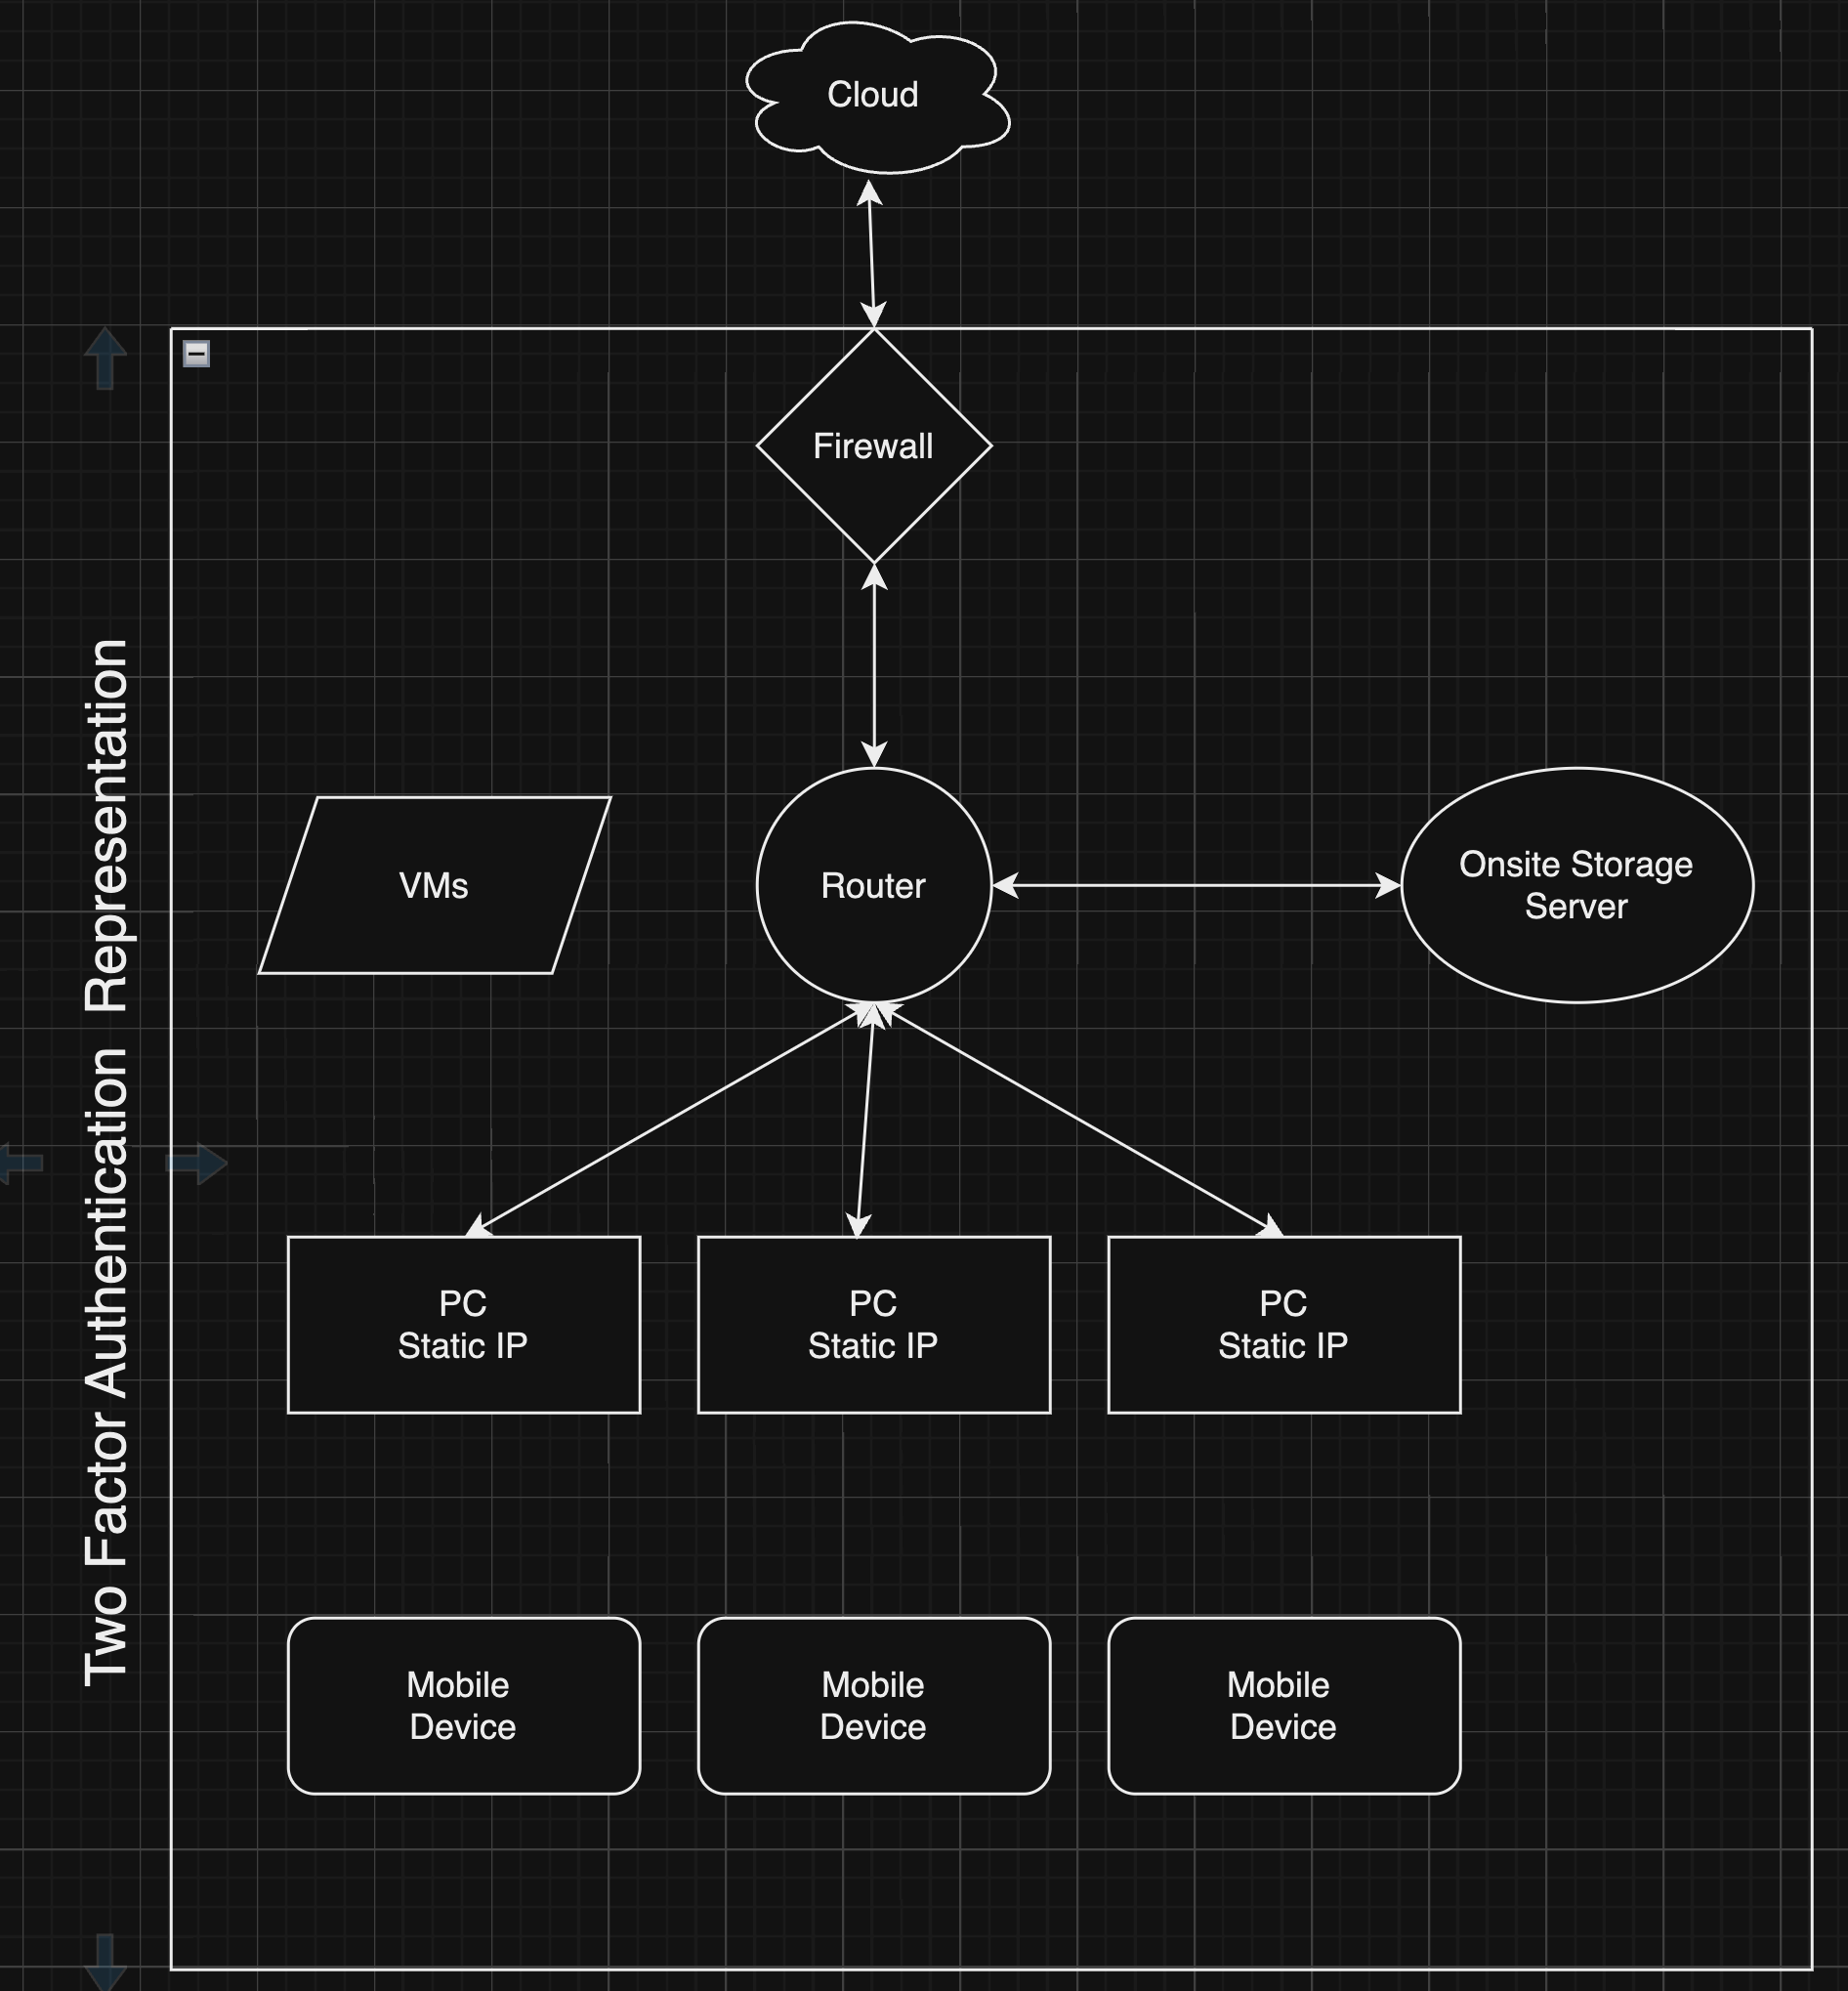 Cloud
Firewall
Two Factor Authentication  Representation
VMs
Router
Onsite Storage
Server
PC
Static IP
PC
Static IP
PC
Static IP
Mobile
Device
Mobile
Device
Mobile
Device